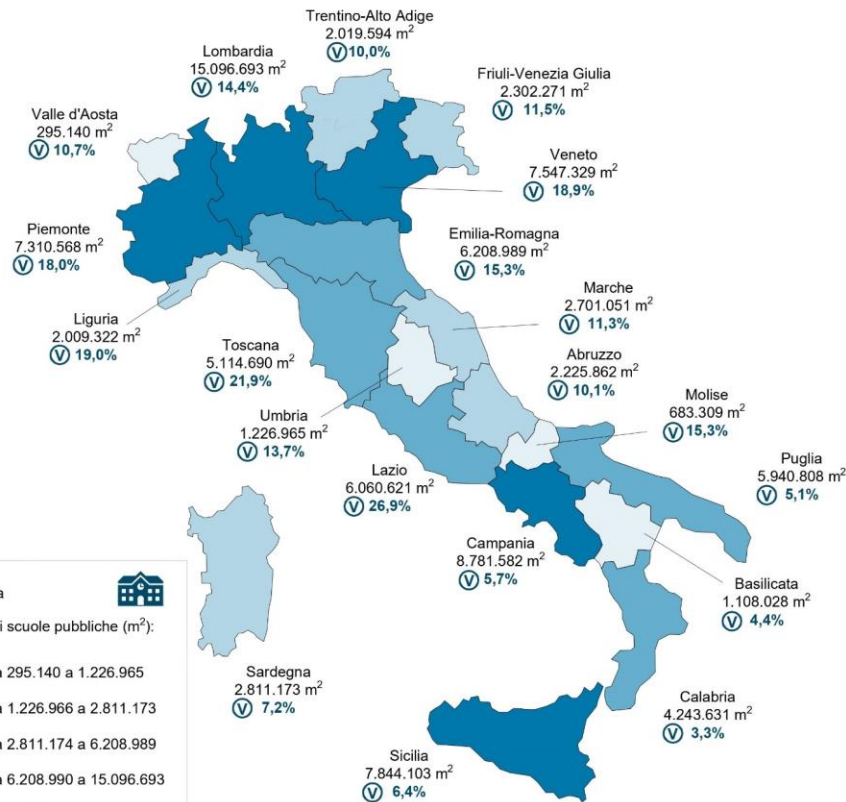 Trentino-Alto Adige
2.019.594 m²
V 10,0%
Lombardia
15.096.693 m²
V 14,4%
Friuli-Venezia Giulia
2.302.271 m²
V 11,5%
Valle d'Aosta
295.140 m²
V 10,7%
Veneto
7.547.329 m²
V 18,9%
Piemonte
7.310.568 m²
V 18,0%
Emilia-Romagna
6.208.989 m²
V 15,3%
Marche
2.701.051 m²
V 11,3%
Liguria
2.009.322 m²
V 19,0%
Toscana
5.114.690 m²
V 21,9%
Abruzzo
2.225.862 m²
V 10,1%
Molise
683.309 m²
V 15,3%
Umbria
1.226.965 m²
V 13,7%
Puglia
5.940.808 m²
V 5,1%
Lazio
6.060.621 m²
V 26,9%
Campania
8.781.582 m²
V 5,7%
Basilicata
1.108.028 m²
V 4,4%
Sardegna
2.811.173 m²
V 7,2%
Calabria
4.243.631 m²
V 3,3%
Sicilia
7.844.103 m²
V 6,4%
scuole pubbliche (m²):
295.140 a 1.226.965
1.226.966 a 2.811.173
2.811.174 a 6.208.989
6.208.990 a 15.096.693